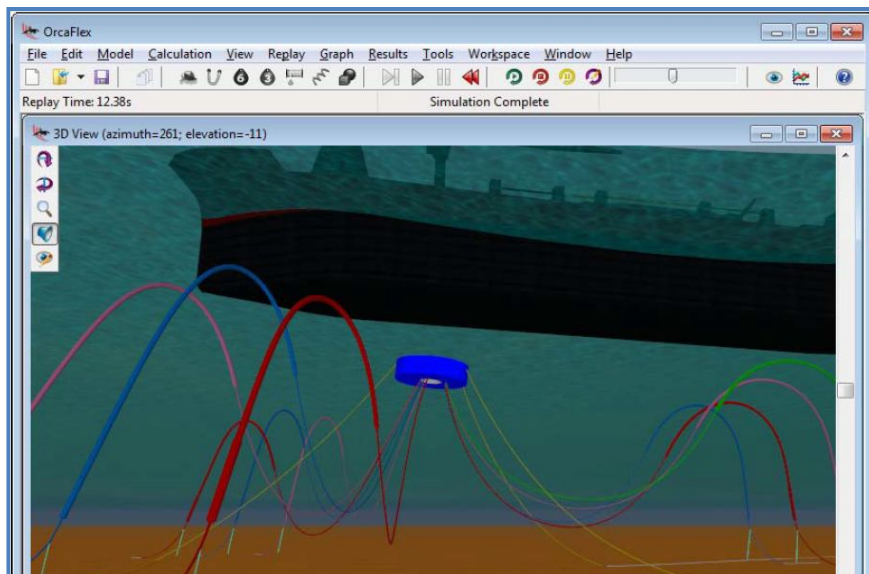 OrcaFlex
File Edit Model Calculation View Replay Graph Results Tools Workspace Window Help
Replay Time: 12.38s Simulation Complete
3D View (azimuth=261; elevation=-11)